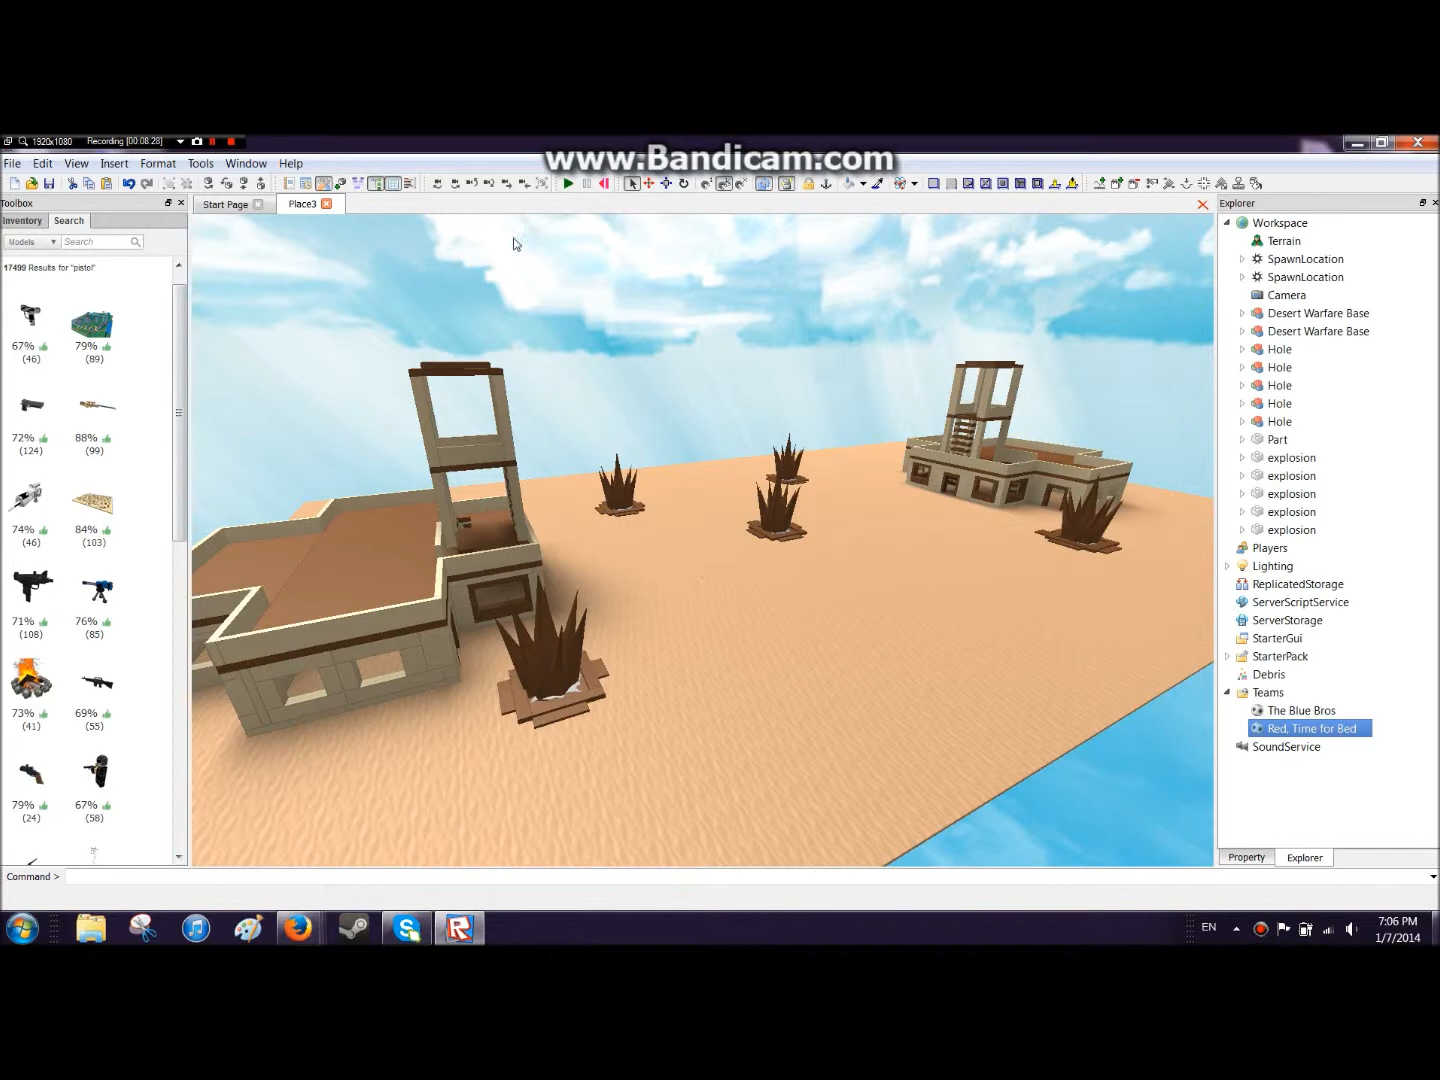 www.Bandicam.com
1920x1080 Recording [00:08:28]
File Edit View Insert Format Tools Window Help
Toolbox
Start Page Place3
Explorer
Inventory Search
Models Search
17499 Results for "pistol"
67% 79%
(46) (89)
72% 88%
(124) (99)
74% 84%
(46) (103)
71% 76%
(108) (85)
73% 69%
(41) (55)
79% 67%
(24) (58)
Workspace
Terrain
SpawnLocation
SpawnLocation
Camera
Desert Warfare Base
Desert Warfare Base
Hole
Hole
Hole
Hole
Hole
Part
explosion
explosion
explosion
explosion
explosion
Players
Lighting
ReplicatedStorage
ServerScriptService
ServerStorage
StarterGui
StarterPack
Debris
Teams
The Blue Bros
Red, Time for Bed
SoundService
Property Explorer
Command >
EN
7:06 PM
1/7/2014